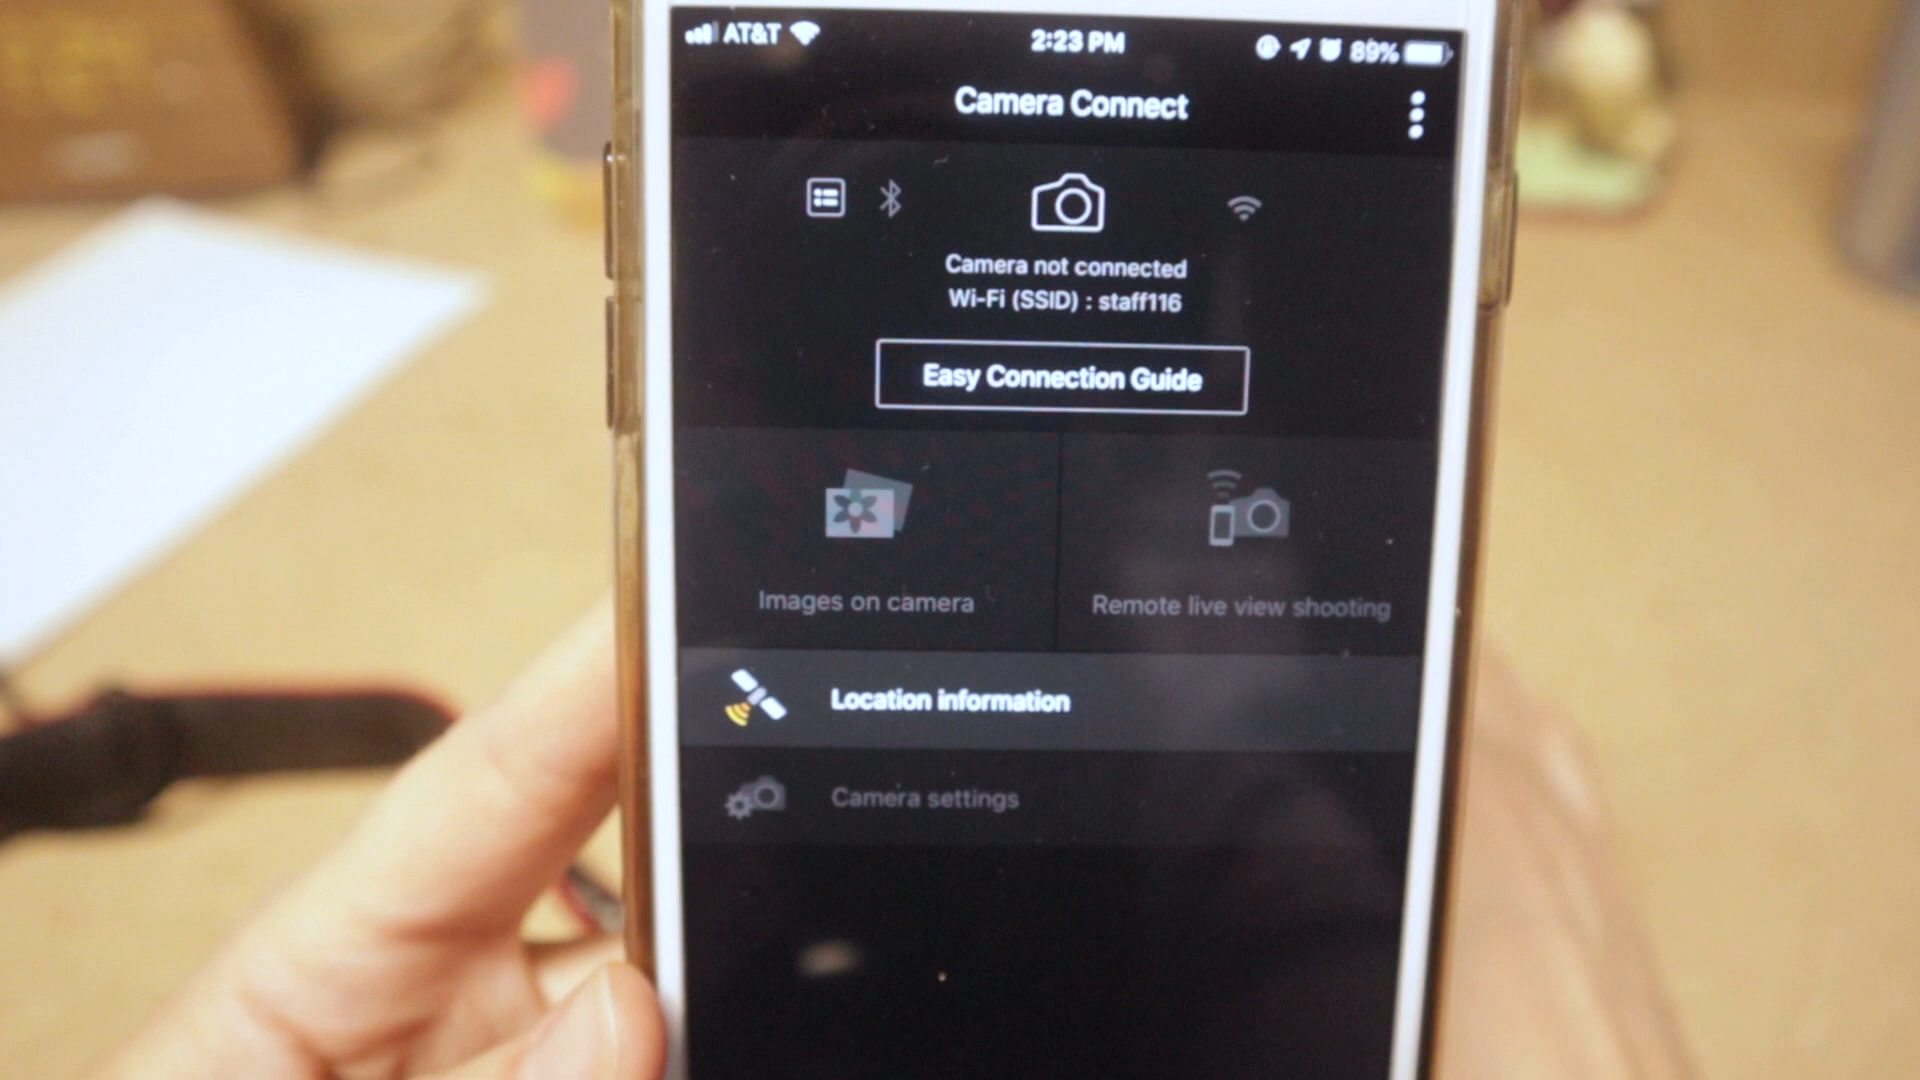 AT&T 2:23 PM 89%
Camera Connect
Camera not connected
Wi-Fi (SSID) : staff116
Easy Connection Guide
Images on camera
Remote live view shooting
Location information
Camera settings